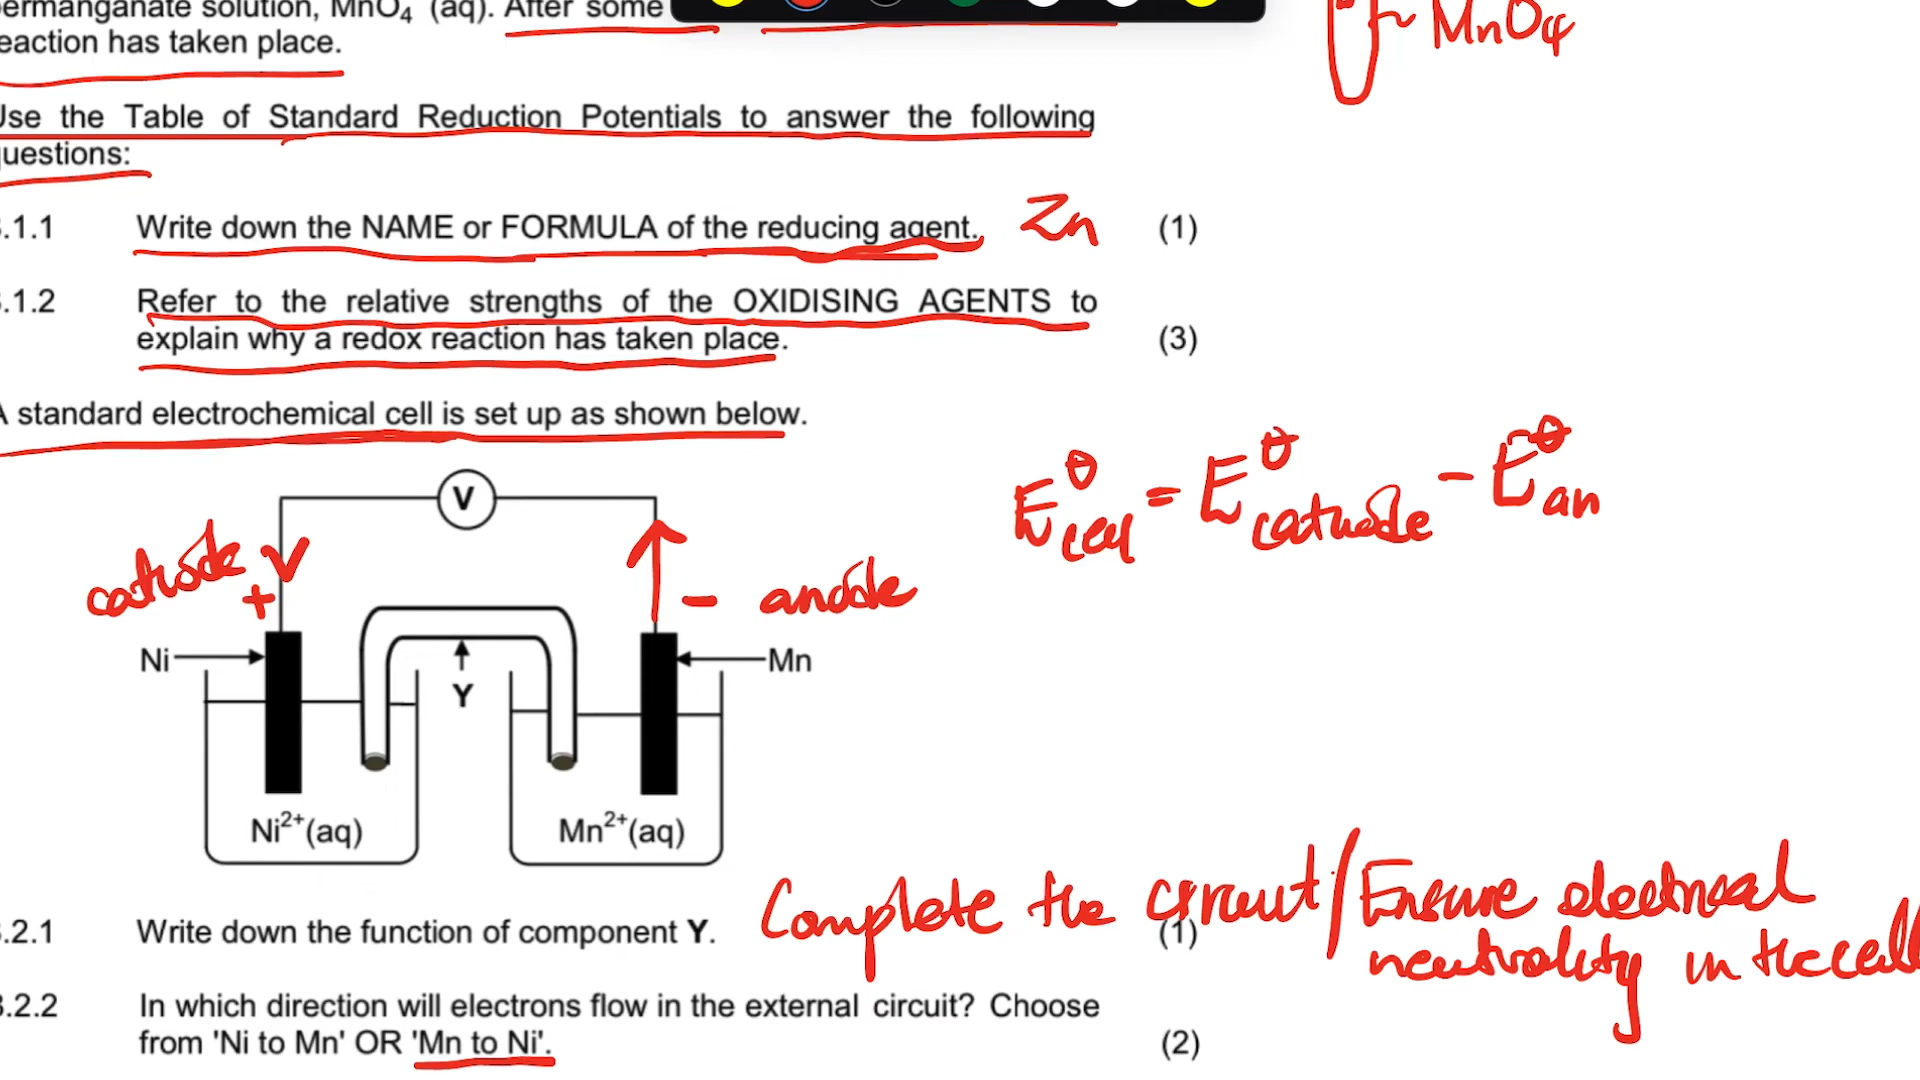 ermanganate solution, MnO4⁻(aq). After some
eaction has taken place.
MnO4
Use the Table of Standard Reduction Potentials to answer the following
uestions:
.1.1 Write down the NAME or FORMULA of the reducing agent. Zn (1)
.1.2 Refer to the relative strengths of the OXIDISING AGENTS to
explain why a redox reaction has taken place. (3)
A standard electrochemical cell is set up as shown below.
E^θ cell = E^θ cathode - E^θ an
V
cathode + - anode
Ni Mn
Y
Ni²⁺(aq) Mn²⁺(aq)
.2.1 Write down the function of component Y. (1)
Complete the circuit / Ensure electrical
neutrality in the cell
3.2.2 In which direction will electrons flow in the external circuit? Choose
from 'Ni to Mn' OR 'Mn to Ni'. (2)